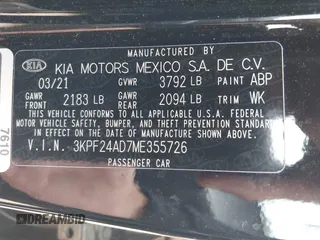 MANUFACTURED BY
KIA KIA MOTORS MEXICO S.A. DE C.V.
03/21 GVWR 3792 LB PAINT ABP
GAWR FRONT 2183 LB GAWR REAR 2094 LB TRIM WK
THIS VEHICLE CONFORMS TO ALL APPLICABLE U.S.A. FEDERAL
MOTOR VEHICLE SAFETY, BUMPER, AND THEFT PREVENTION
STANDARDS IN EFFECT ON THE DATE OF MANUFACTURE
SHOWN ABOVE.
V.I.N. 3KPF24AD7ME355726
PASSENGER CAR
7610
DREAMBID